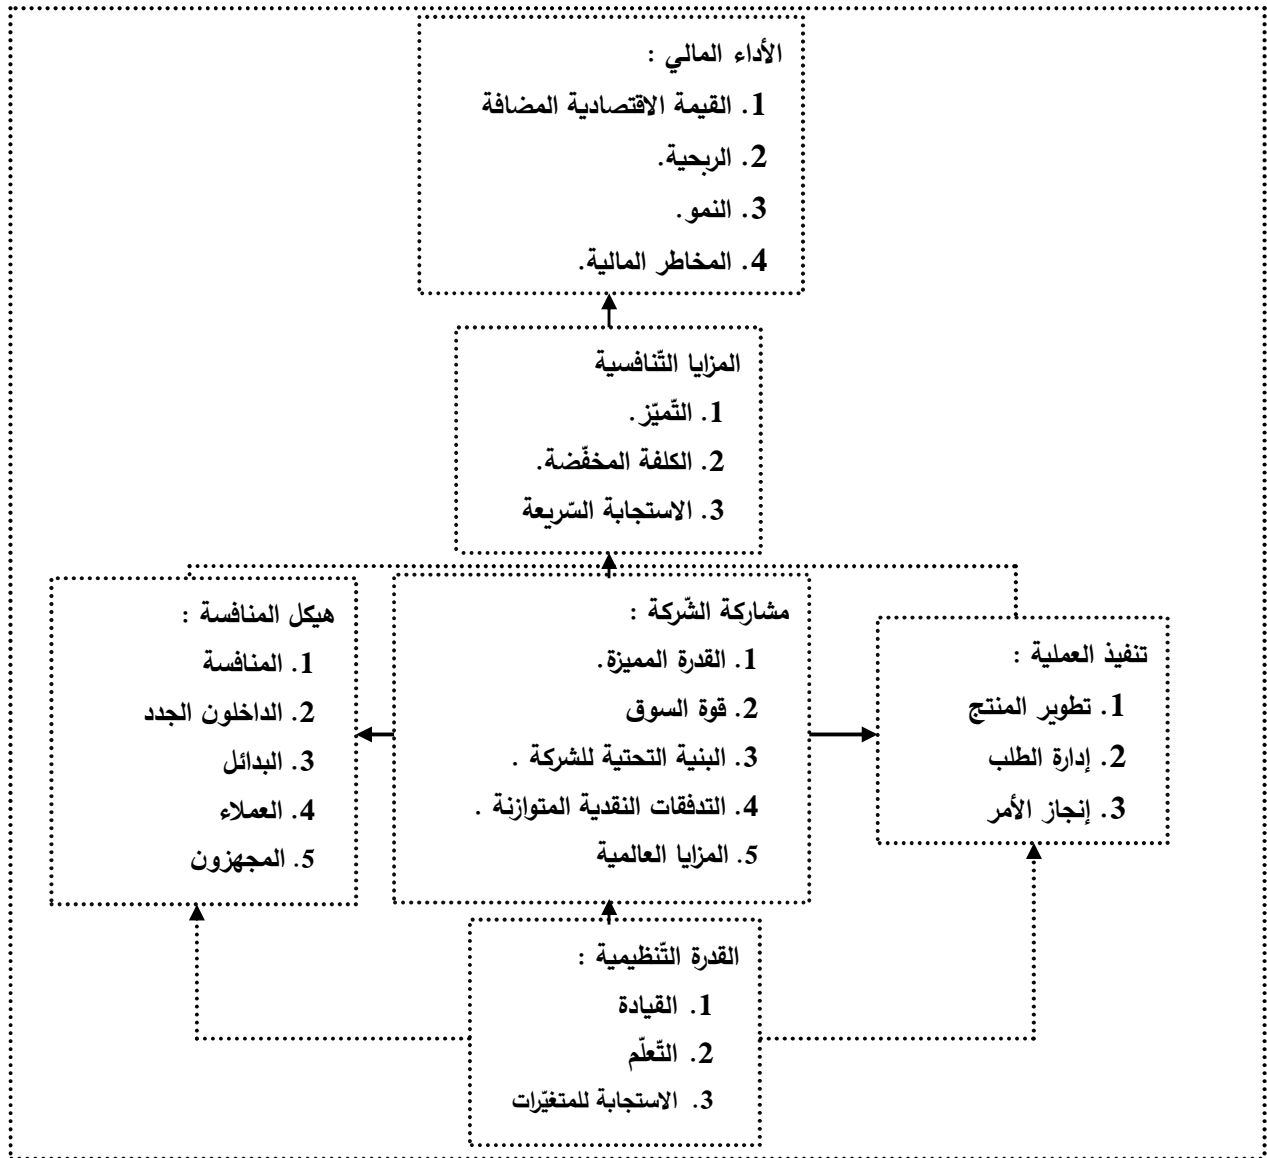 الأداء المالي :
1. القيمة الاقتصادية المضافة
2. الربحية.
3. النمو.
4. المخاطر المالية.
المزايا التّنافسية
1. التّميّز.
2. الكلفة المخفّضة.
3. الاستجابة السّريعة
مشاركة الشّركة :
1. القدرة المميزة.
2. قوة السوق
3. البنية التحتية للشركة .
4. التدفقات النقدية المتوازنة .
5. المزايا العالمية
تنفيذ العملية :
1. تطوير المنتج
2. إدارة الطلب
3. إنجاز الأمر
هيكل المنافسة :
1. المنافسة
2. الداخلون الجدد
3. البدائل
4. العملاء
5. المجهزون
القدرة التّنظيمية :
1. القيادة
2. التّعلّم
3. الاستجابة للمتغيّرات